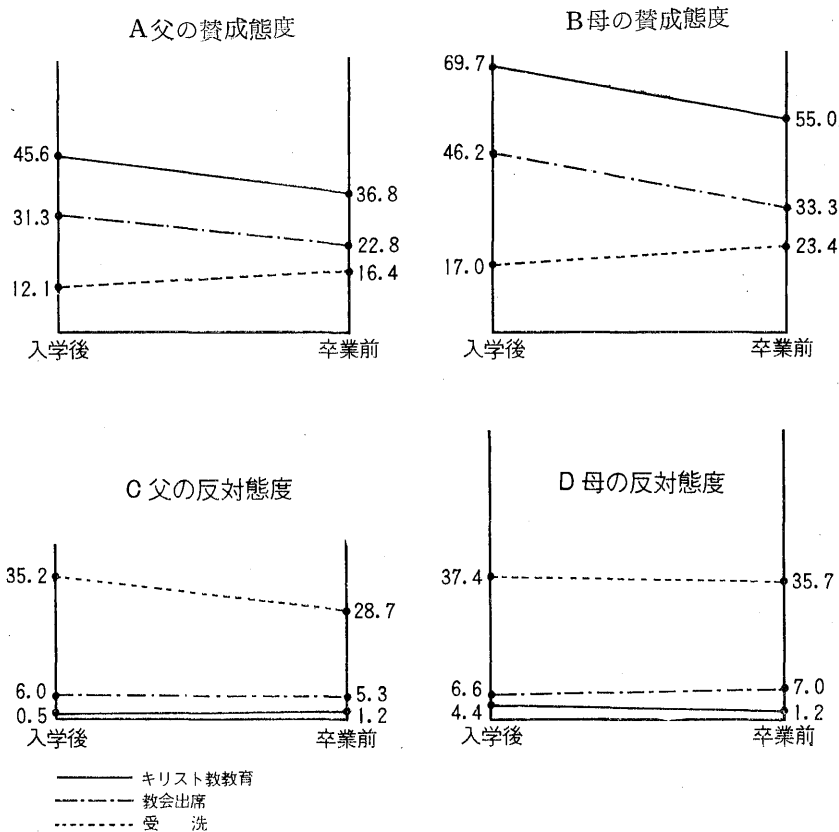 A父の賛成態度
45.6
31.3
12.1
36.8
22.8
16.4
入学後
卒業前
B母の賛成態度
69.7
46.2
17.0
55.0
33.3
23.4
入学後
卒業前
C父の反対態度
35.2
6.0
0.5
28.7
5.3
1.2
入学後
卒業前
D母の反対態度
37.4
6.6
4.4
35.7
7.0
1.2
入学後
卒業前
キリスト教教育
教会出席
受 洗